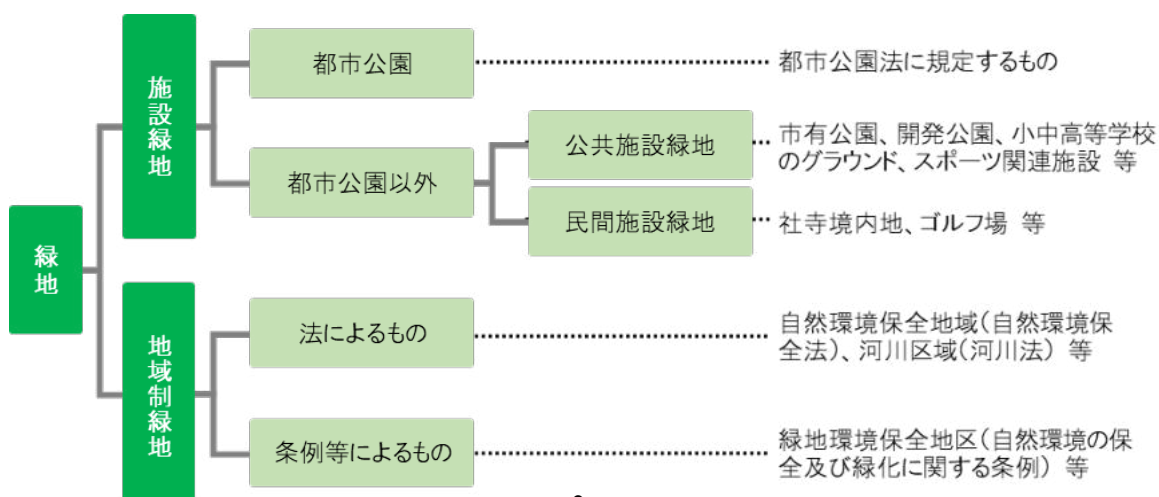 緑地
施設緑地
都市公園
都市公園法に規定するもの
都市公園以外
公共施設緑地
市有公園、開発公園、小中高等学校
のグラウンド、スポーツ関連施設 等
民間施設緑地
社寺境内地、ゴルフ場 等
地域制緑地
法によるもの
自然環境保全地域(自然環境保
全法)、河川区域(河川法) 等
条例等によるもの
緑地環境保全地区(自然環境の保
全及び緑化に関する条例) 等